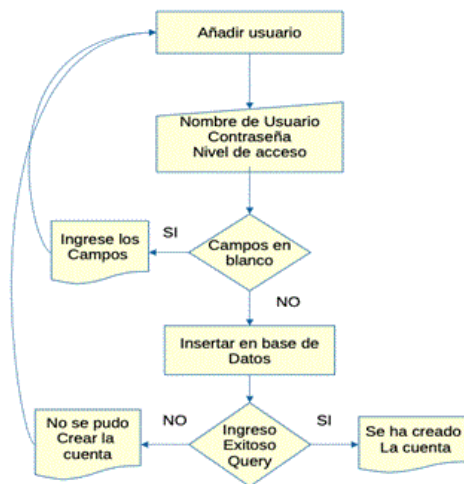 Añadir usuario
Nombre de Usuario
Contraseña
Nivel de acceso
Ingrese los
Campos
SI
Campos en
blanco
NO
Insertar en base de
Datos
No se pudo
Crear la
cuenta
NO
Ingreso
Exitoso
Query
SI
Se ha creado
La cuenta